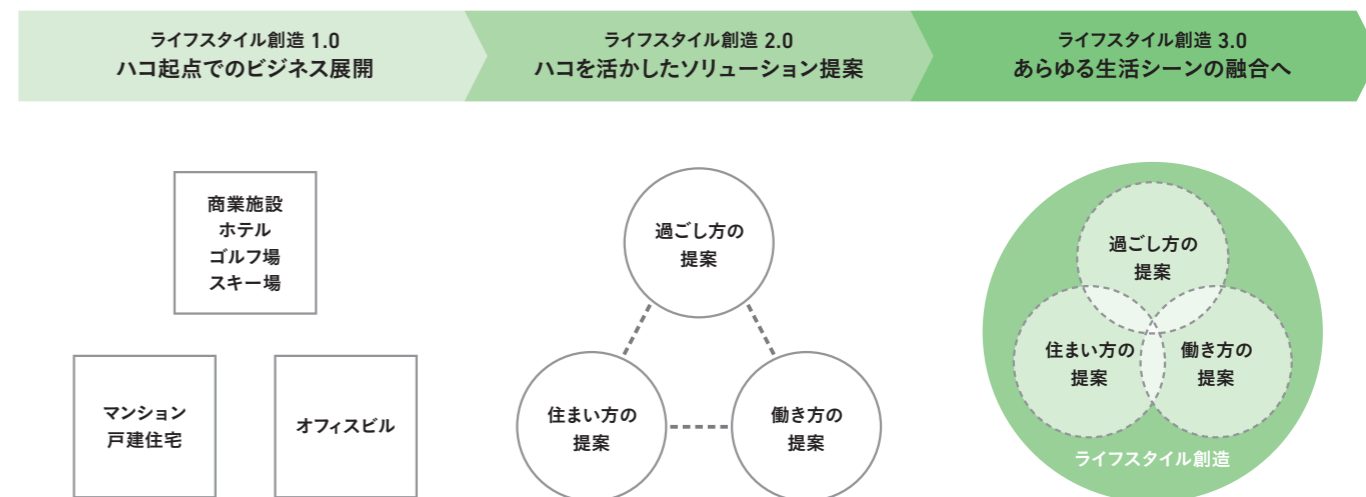 ライフスタイル創造 1.0
ハコ起点でのビジネス展開
ライフスタイル創造 2.0
ハコを活かしたソリューション提案
ライフスタイル創造 3.0
あらゆる生活シーンの融合へ
商業施設
ホテル
ゴルフ場
スキー場
マンション
戸建住宅
オフィスビル
過ごし方の
提案
住まい方の
提案
働き方の
提案
過ごし方の
提案
住まい方の
提案
働き方の
提案
ライフスタイル創造